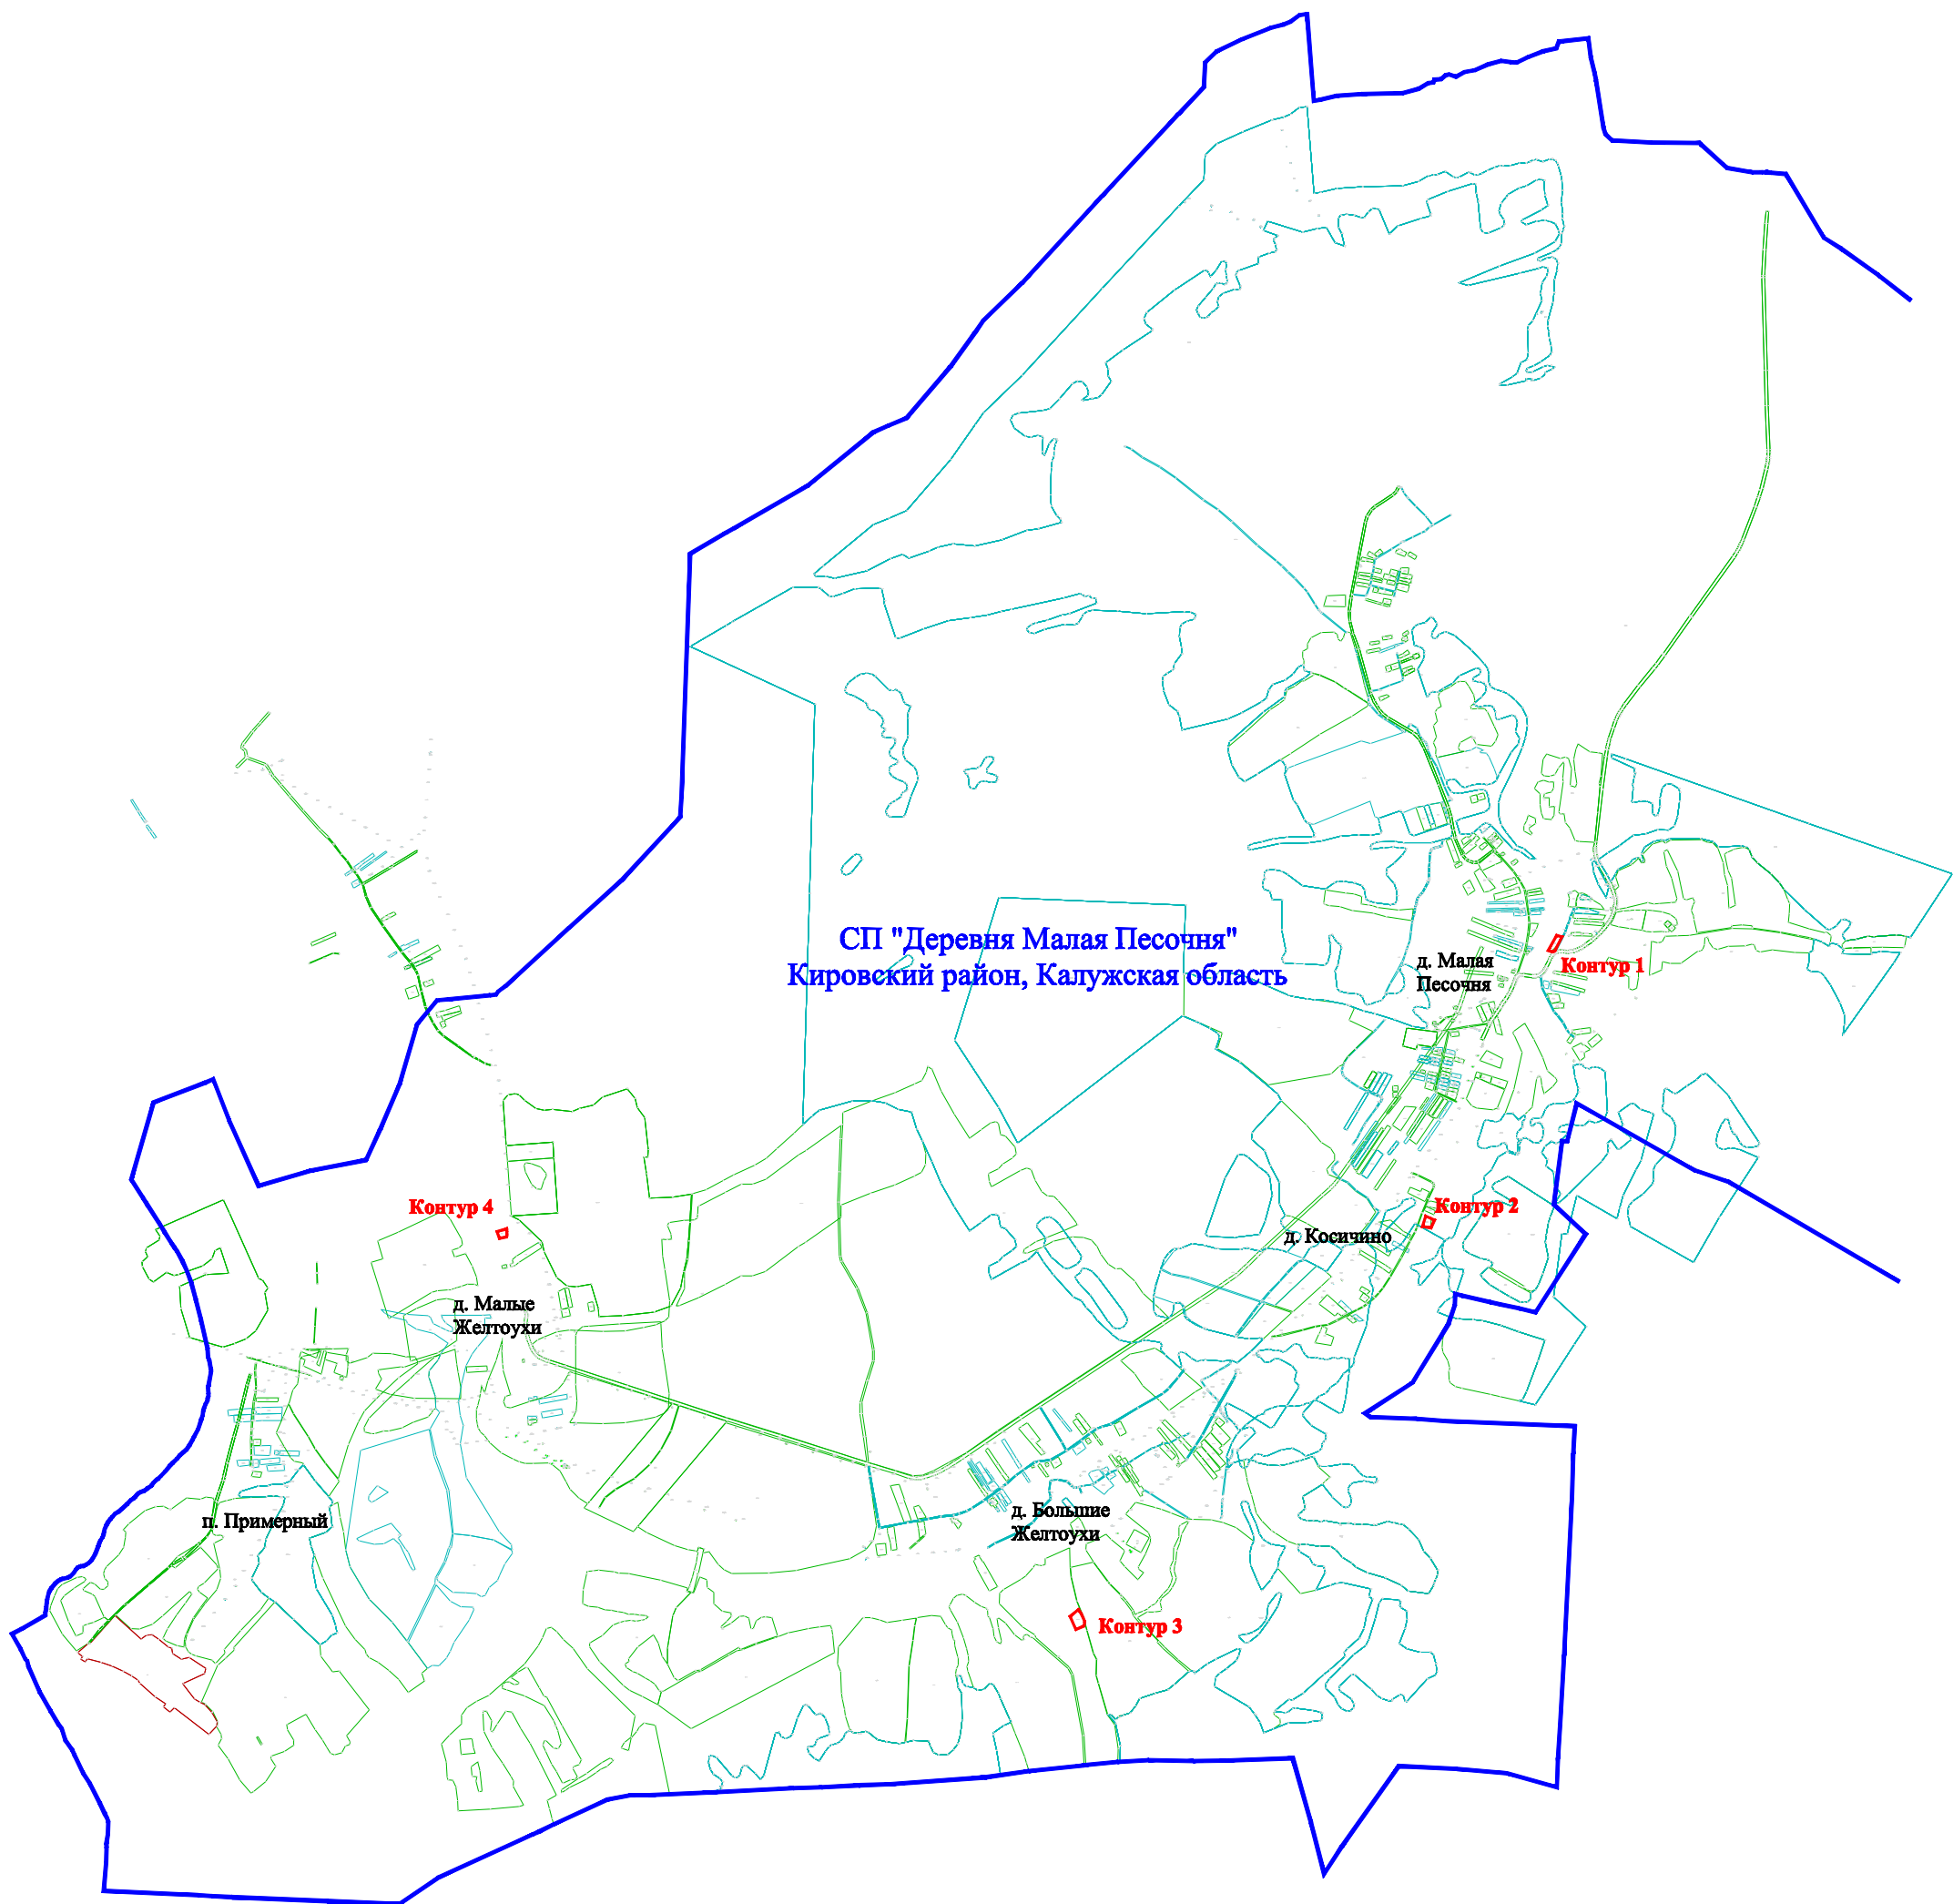 СП "Деревня Малая Песочня"
Кировский район, Калужская область
д. Малая
Песочня
Контур 1
Контур 4
Контур 2
д. Косичино
д. Малые
Желтоухи
д. Большие
Желтоухи
п. Примерный
Контур 3